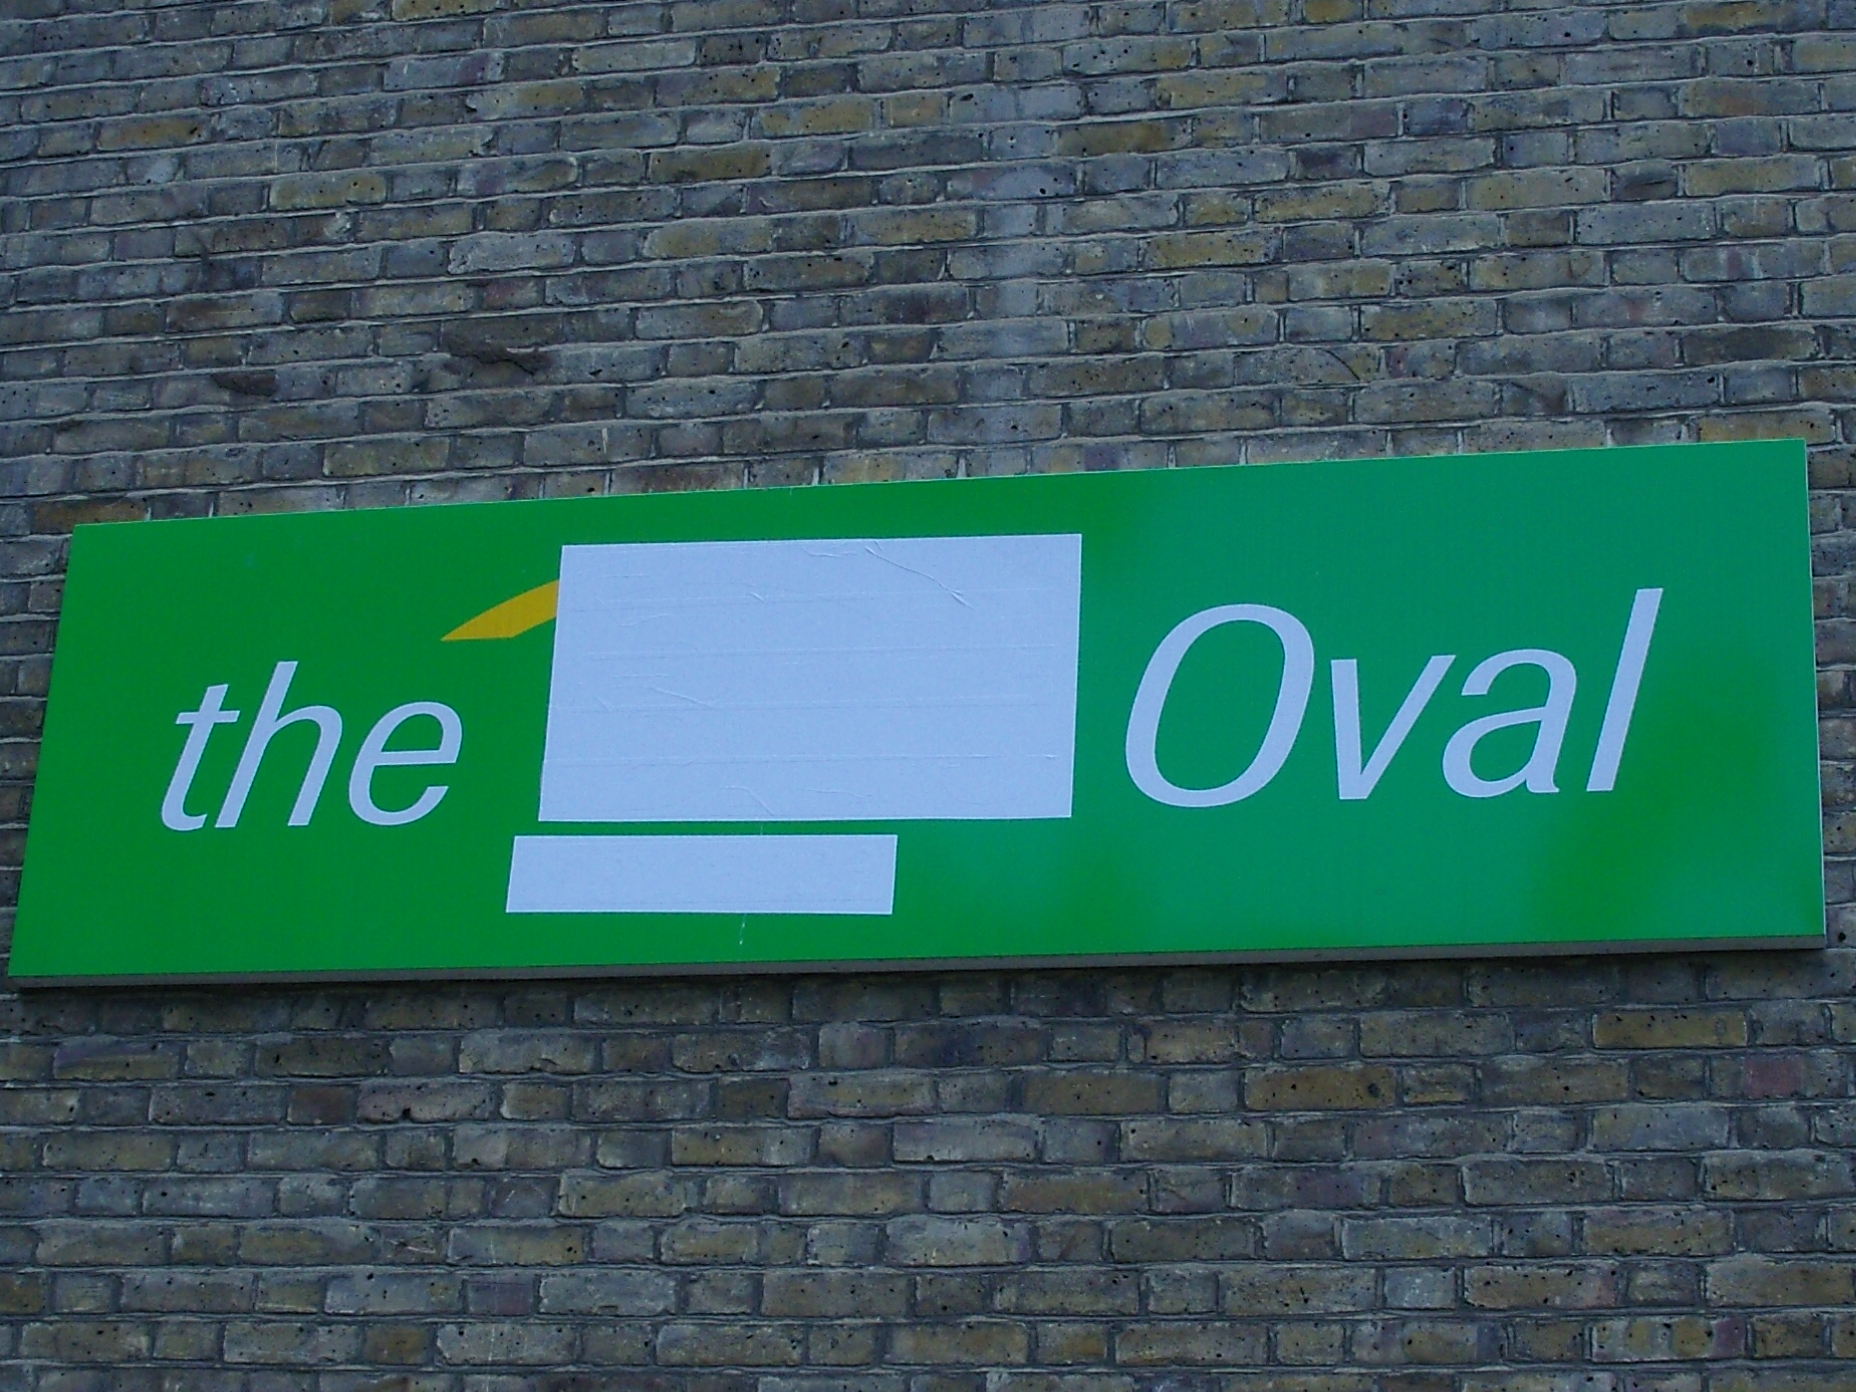 the Oval